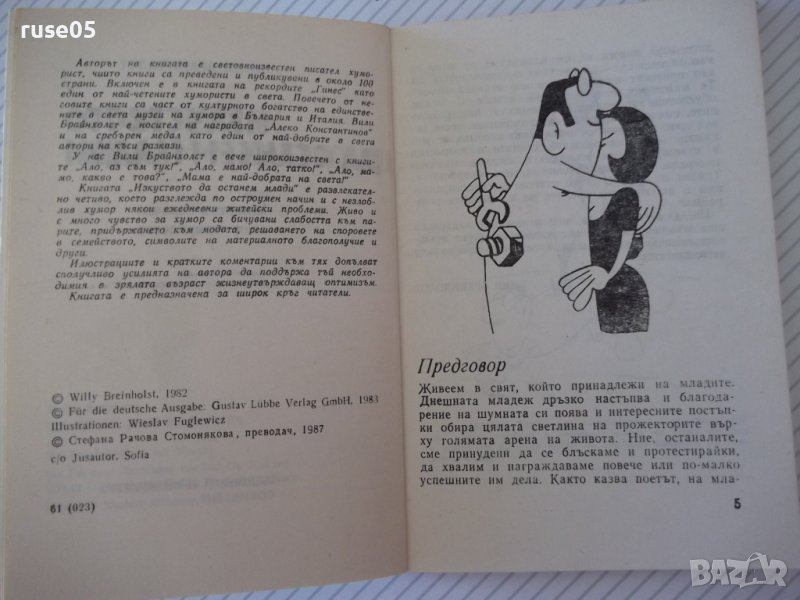 ruse05
Авторът на книгата е световноизвестен писател хумо-
рист, чиито книги са преведени и публикувани в около 100
страни. Включен е в книгата на рекордите „Гинес" като
един от най-четените хумористи в света. Повечето от не-
говите книги са част от културното богатство на единстве-
ните в света музеи на хумора в България и Италия. Вили
Брайнхолст е носител на наградата „Алеко Константинов"
и на сребърен медал като един от най-добрите в света
автори на къси разкази.
У нас Вили Брайнхолст е вече широкоизвестен с книги-
те „Ало, аз съм тук!", „Ало, мамо! Ало, татко!", „Ало, ма-
мо, какво е това?", „Мама е най-добрата на света!"
Книгата „Изкуството да останем млади" е развлекател-
но четиво, което разглежда по остроумен начин и с незлоб-
лив хумор някои ежедневни житейски проблеми. Живо и
с много чувство за хумор са бичувани слабостта към па-
рите, придържането към модата, решаването на споровете
в семейството, символите на материалното благополучие и
други.
Илюстрациите и кратките коментарии към тях допълват
сполучливо усилията на автора да поддържа тъй необхо-
димия в зрялата възраст жизнеутвърждаващ оптимизъм.
Книгата е предназначена за широк кръг читатели.
© Willy Breinholst, 1982
© Für die deutsche Ausgabe: Gustav Lübbe Verlag GmbH, 1983
Illustrationen: Wieslav Fuglewicz
© Стефана Рачова Стомонякова, преводач, 1987
c/o Jusautor, Sofia
61 (023)
Предговор
Живеем в свят, който принадлежи на младите.
Днешната младеж дръзко настъпва и благода-
рение на шумната си поява и интересните постъп-
ки обира цялата светлина на прожекторите вър-
ху голямата арена на живота. Ние, останалите,
сме принудени да се блъскаме и протестирайки,
да хвалим и награждаваме повече или по-малко
успешните им дела. Както казва поетът, на мла-
5
BAZAR